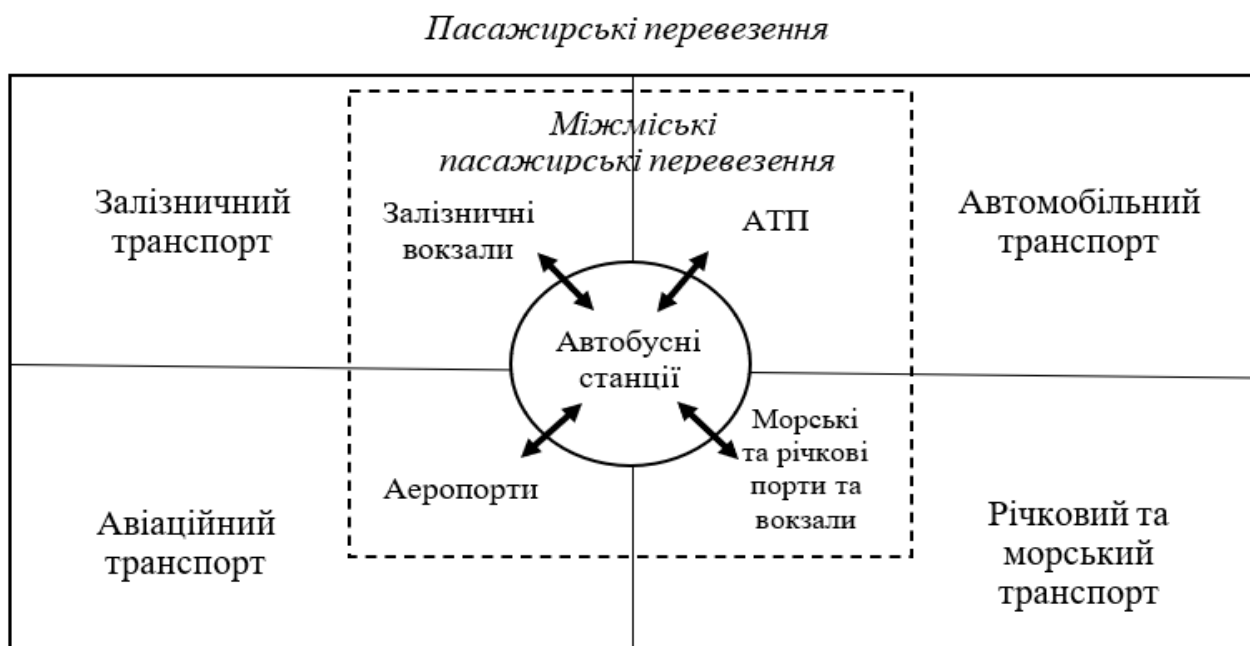 Пасажирські перевезення
Міжміські
пасажирські перевезення
Залізничний
транспорт
Залізничні
вокзали
АТП
Автомобільний
транспорт
Автобусні
станції
Авіаційний
транспорт
Аеропорти
Морські
та річкові
порти та
вокзали
Річковий та
морський
транспорт